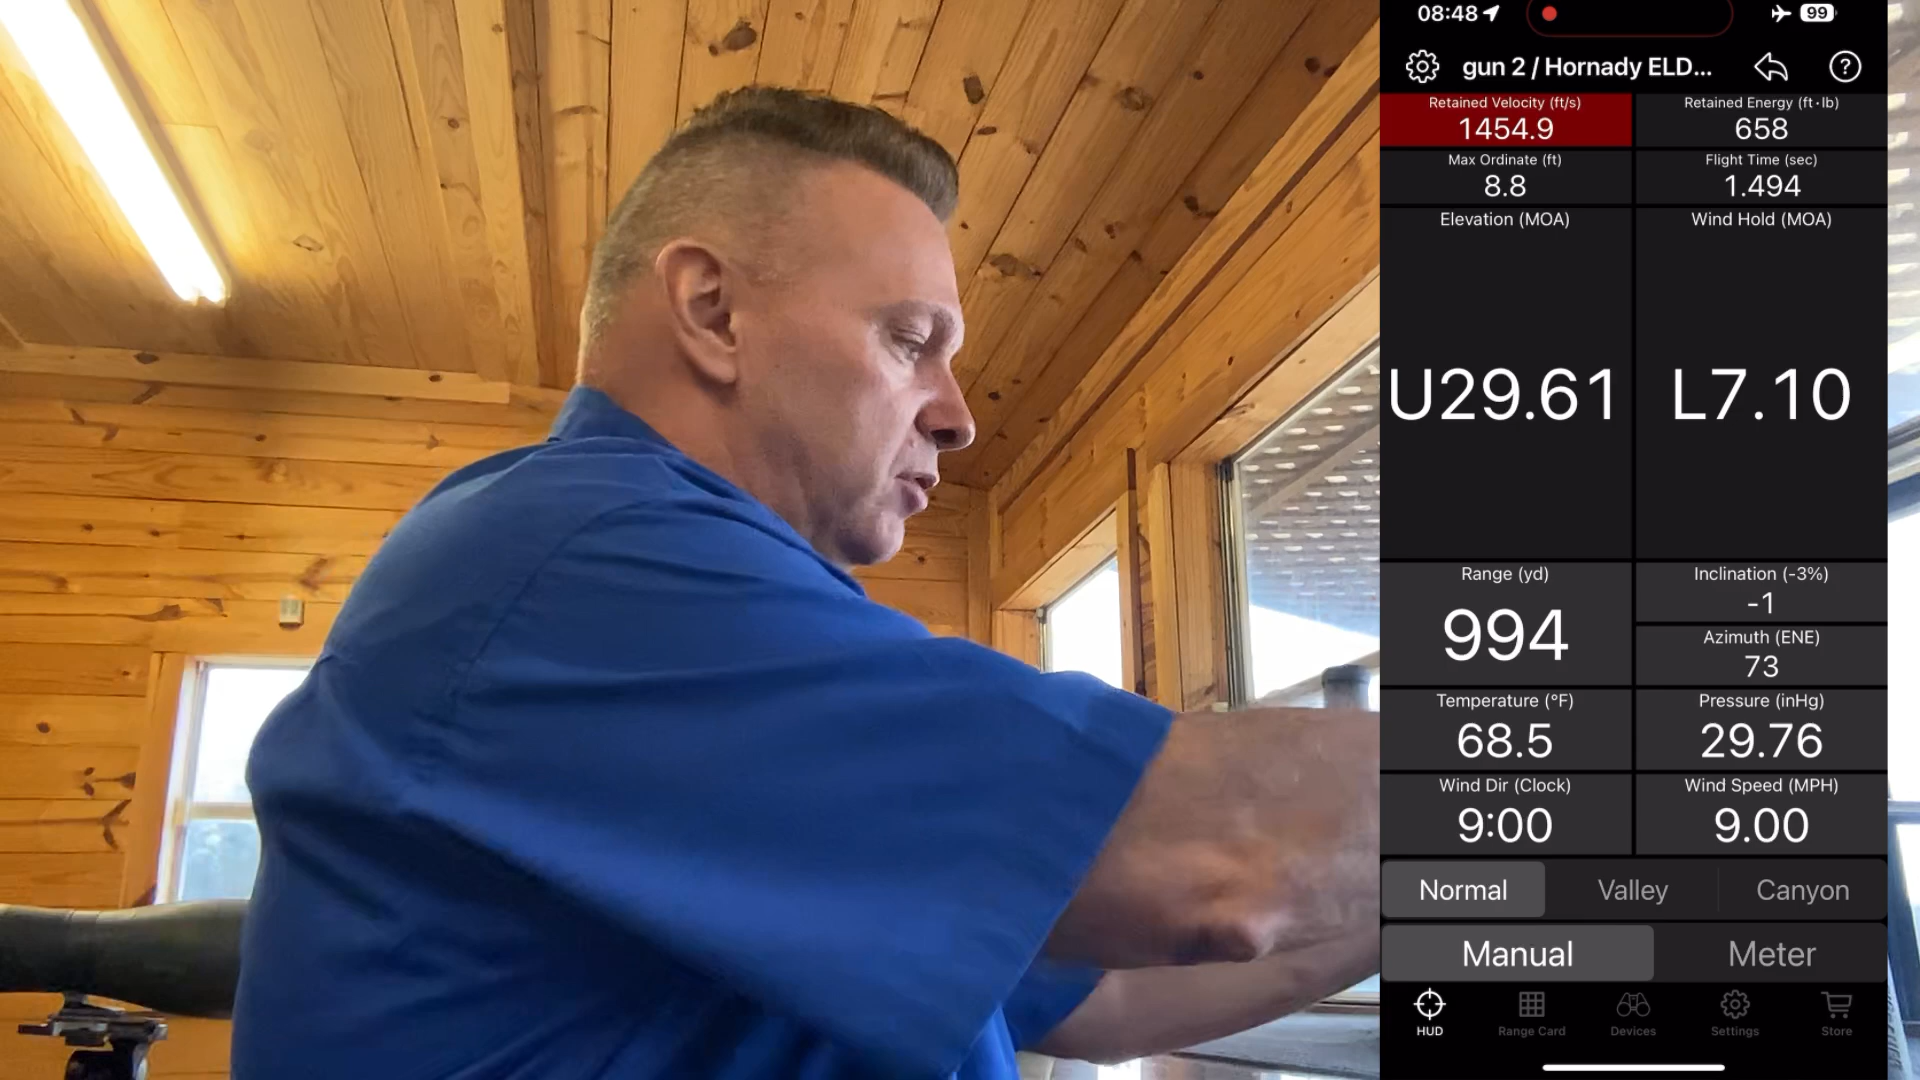 08:48
99
gun 2 / Hornady ELD...
Retained Velocity (ft/s)
1454.9
Retained Energy (ft·lb)
658
Max Ordinate (ft)
8.8
Flight Time (sec)
1.494
Elevation (MOA)
U29.61
Wind Hold (MOA)
L7.10
Range (yd)
994
Inclination (-3%)
-1
Azimuth (ENE)
73
Temperature (°F)
68.5
Pressure (inHg)
29.76
Wind Dir (Clock)
9:00
Wind Speed (MPH)
9.00
Normal
Valley
Canyon
Manual
Meter
HUD
Range Card
Devices
Settings
Store